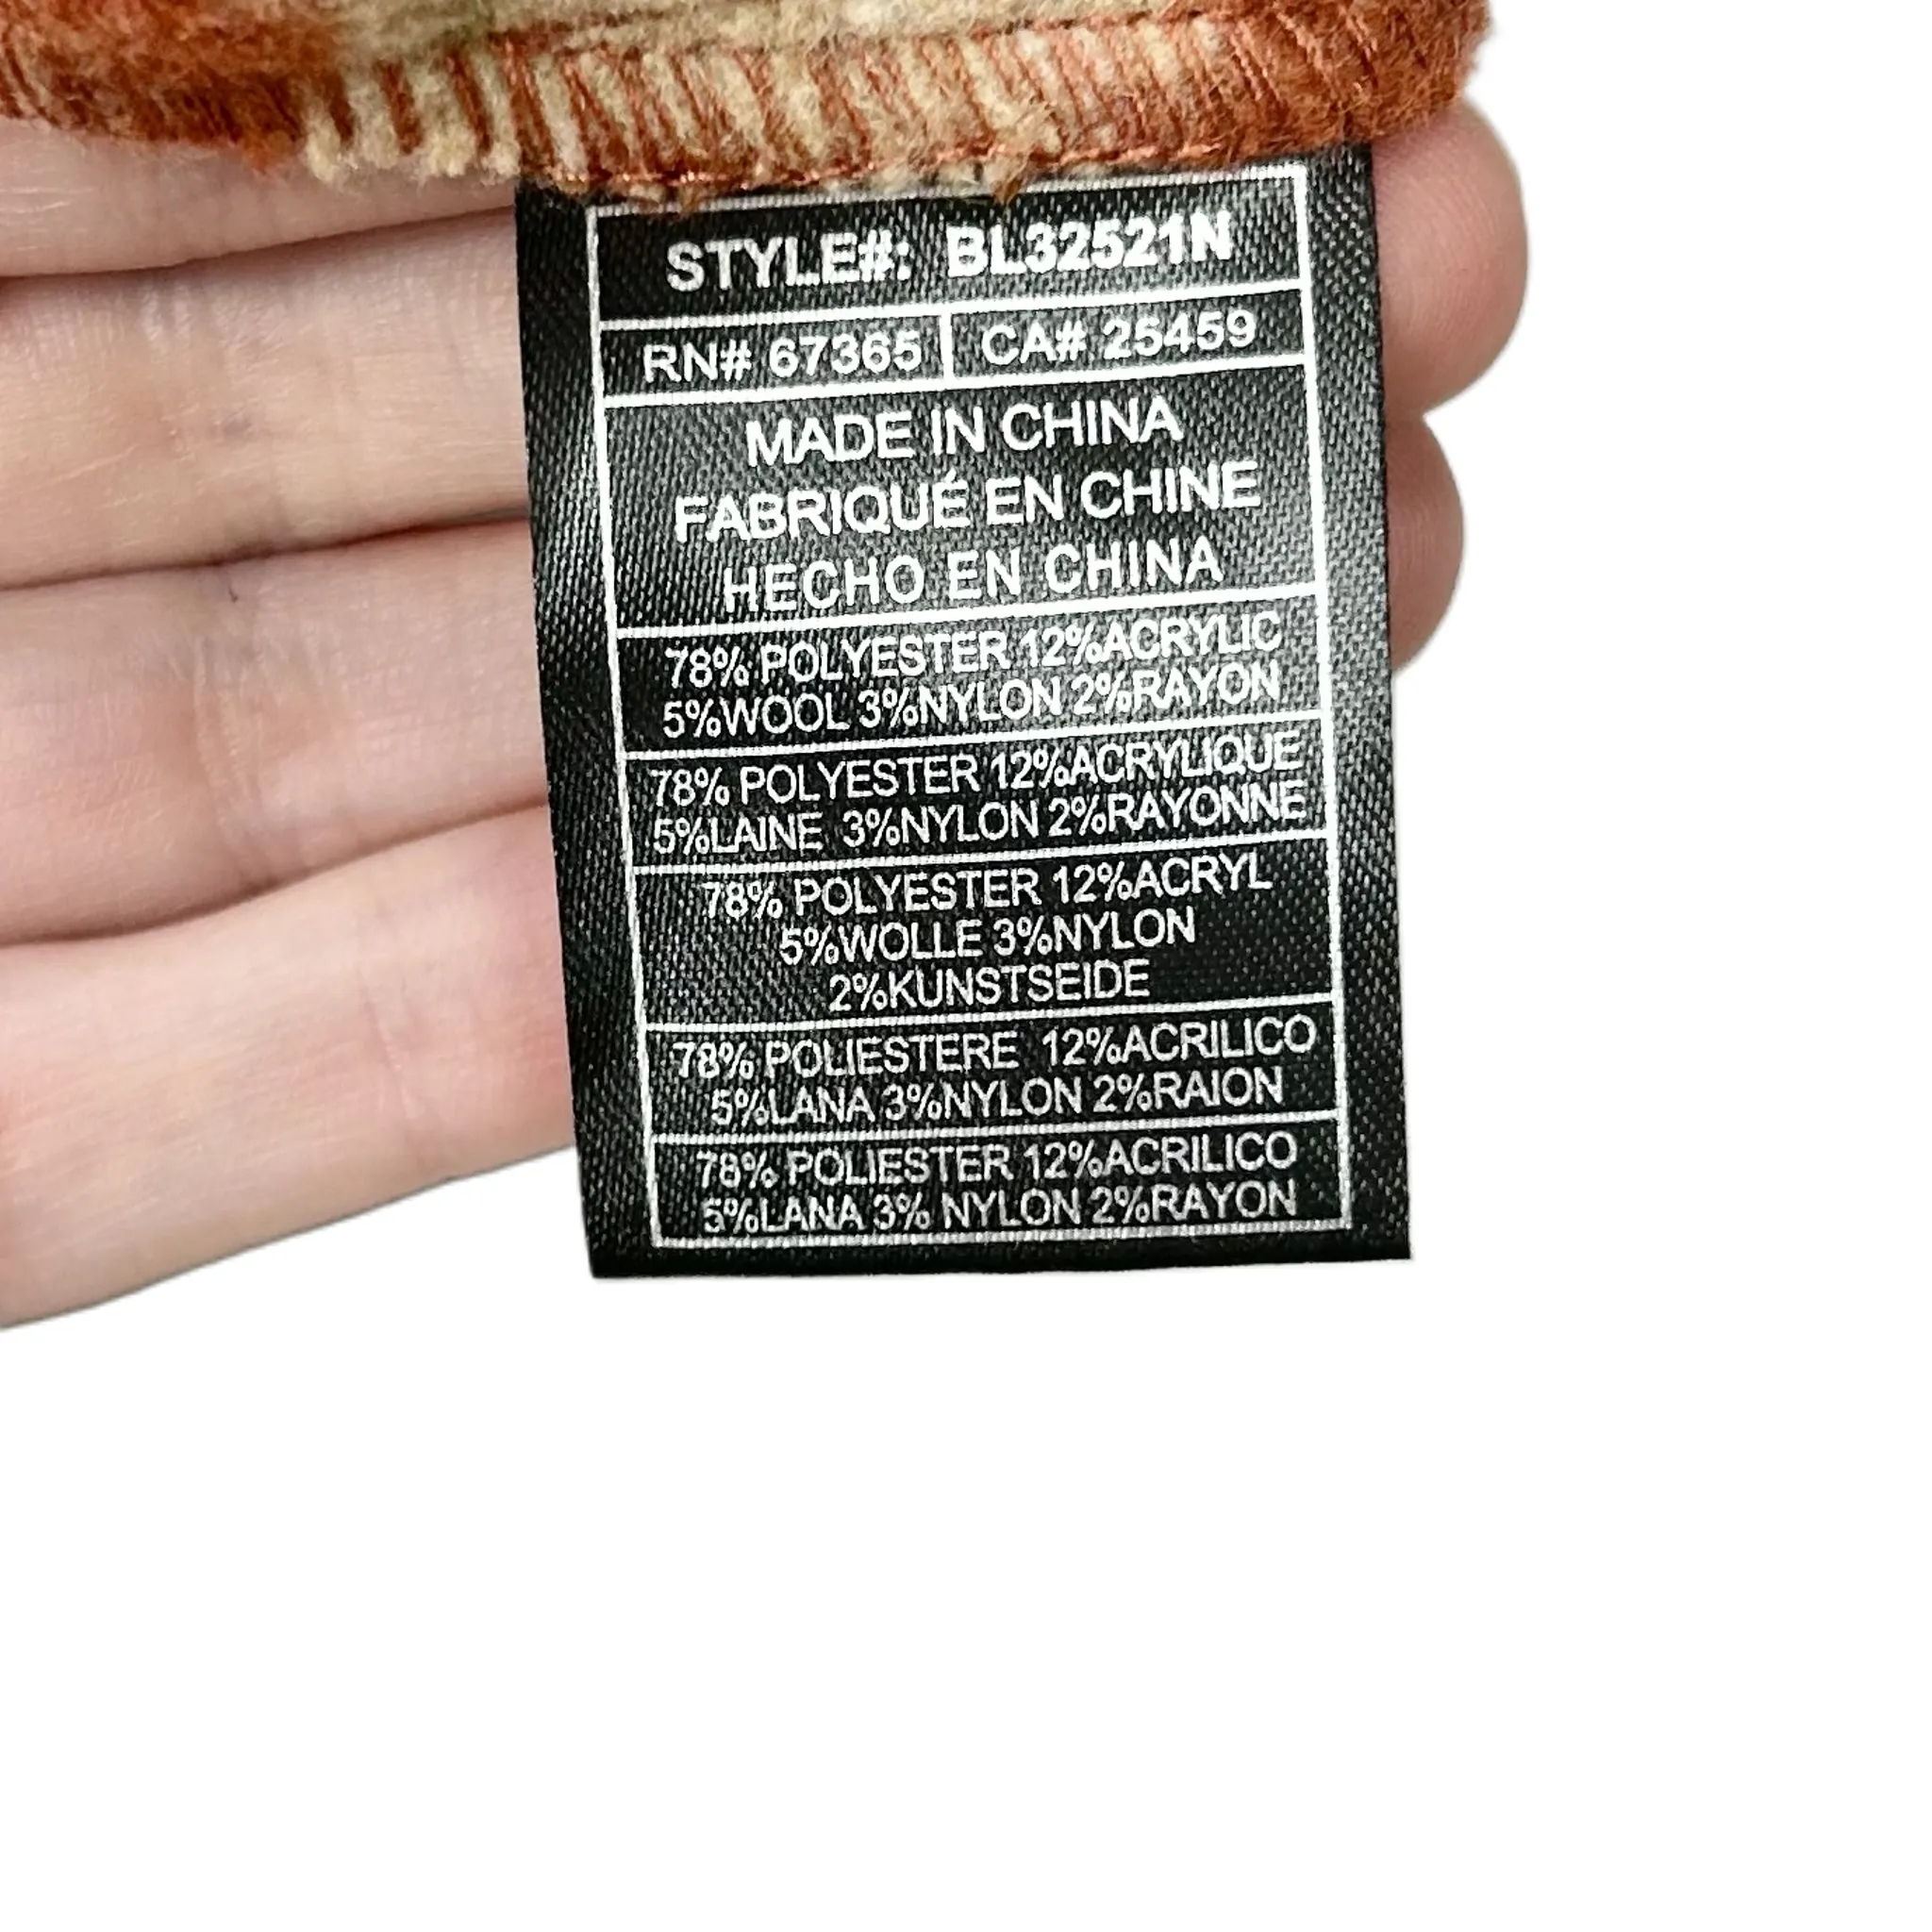 STYLE#: BL32521N
RN# 67365 CA# 25459
MADE IN CHINA
FABRIQUÉ EN CHINE
HECHO EN CHINA
78% POLYESTER 12%ACRYLIC
5%WOOL 3%NYLON 2%RAYON
78% POLYESTER 12%ACRYLIQUE
5%LAINE 3%NYLON 2%RAYONNE
78% POLYESTER 12%ACRYL
5%WOLLE 3%NYLON
2%KUNSTSEIDE
78% POLIESTERE 12%ACRILICO
5%LANA 3%NYLON 2%RAION
78% POLIESTER 12%ACRILICO
5%LANA 3% NYLON 2%RAYON